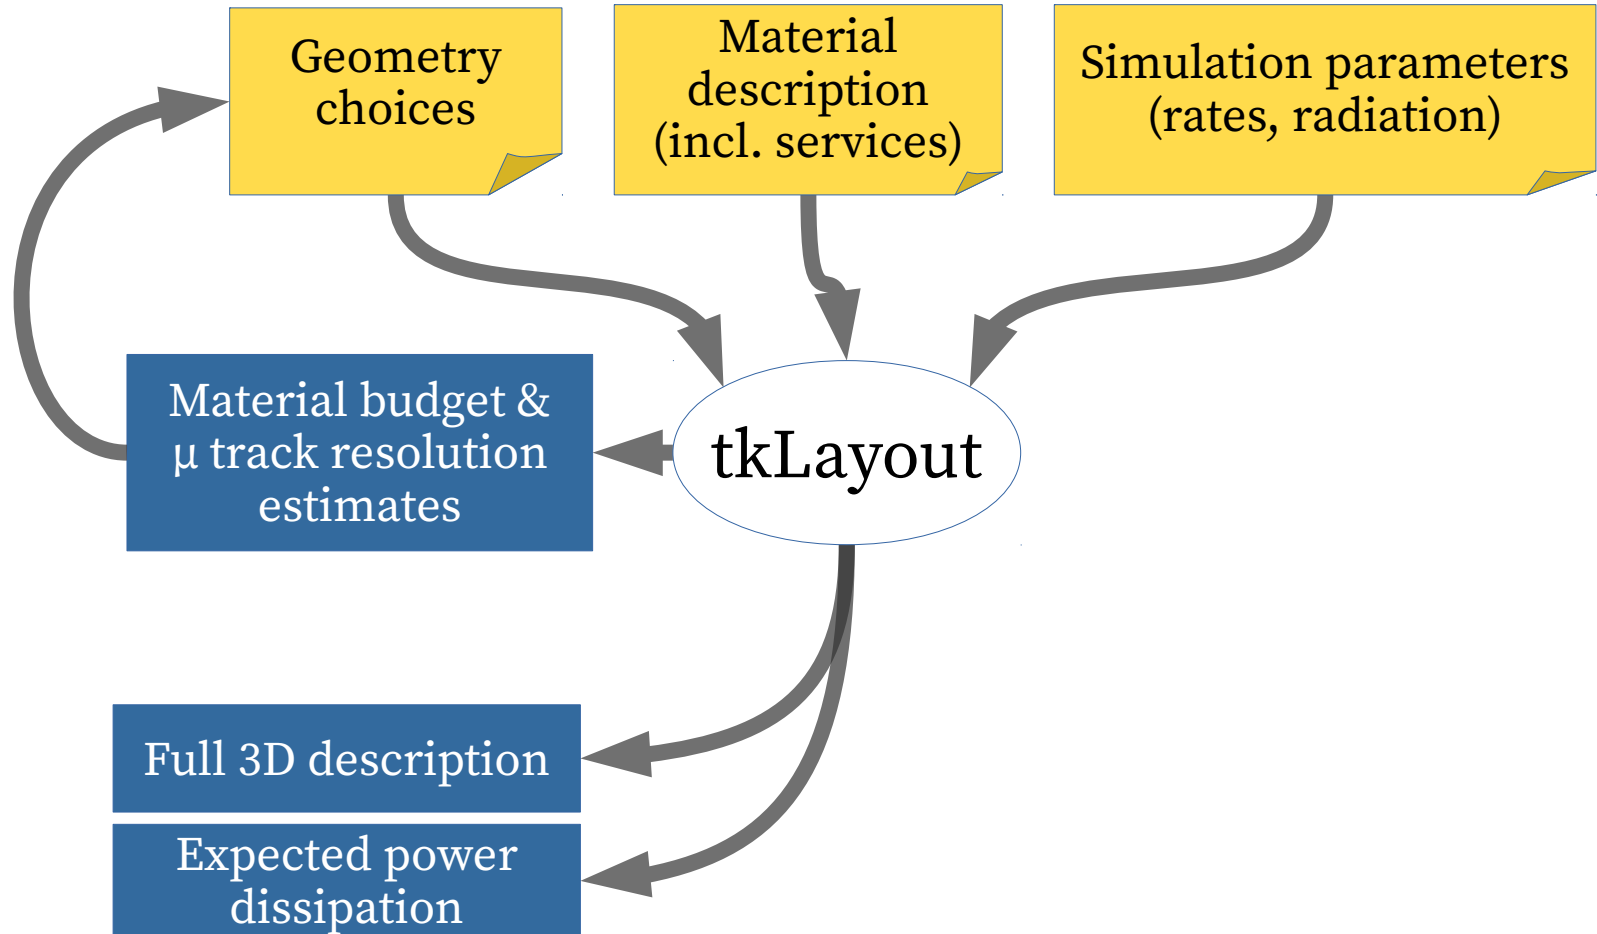 Geometry
choices
Material
description
(incl. services)
Simulation parameters
(rates, radiation)
Material budget &
μ track resolution
estimates
tkLayout
Full 3D description
Expected power
dissipation